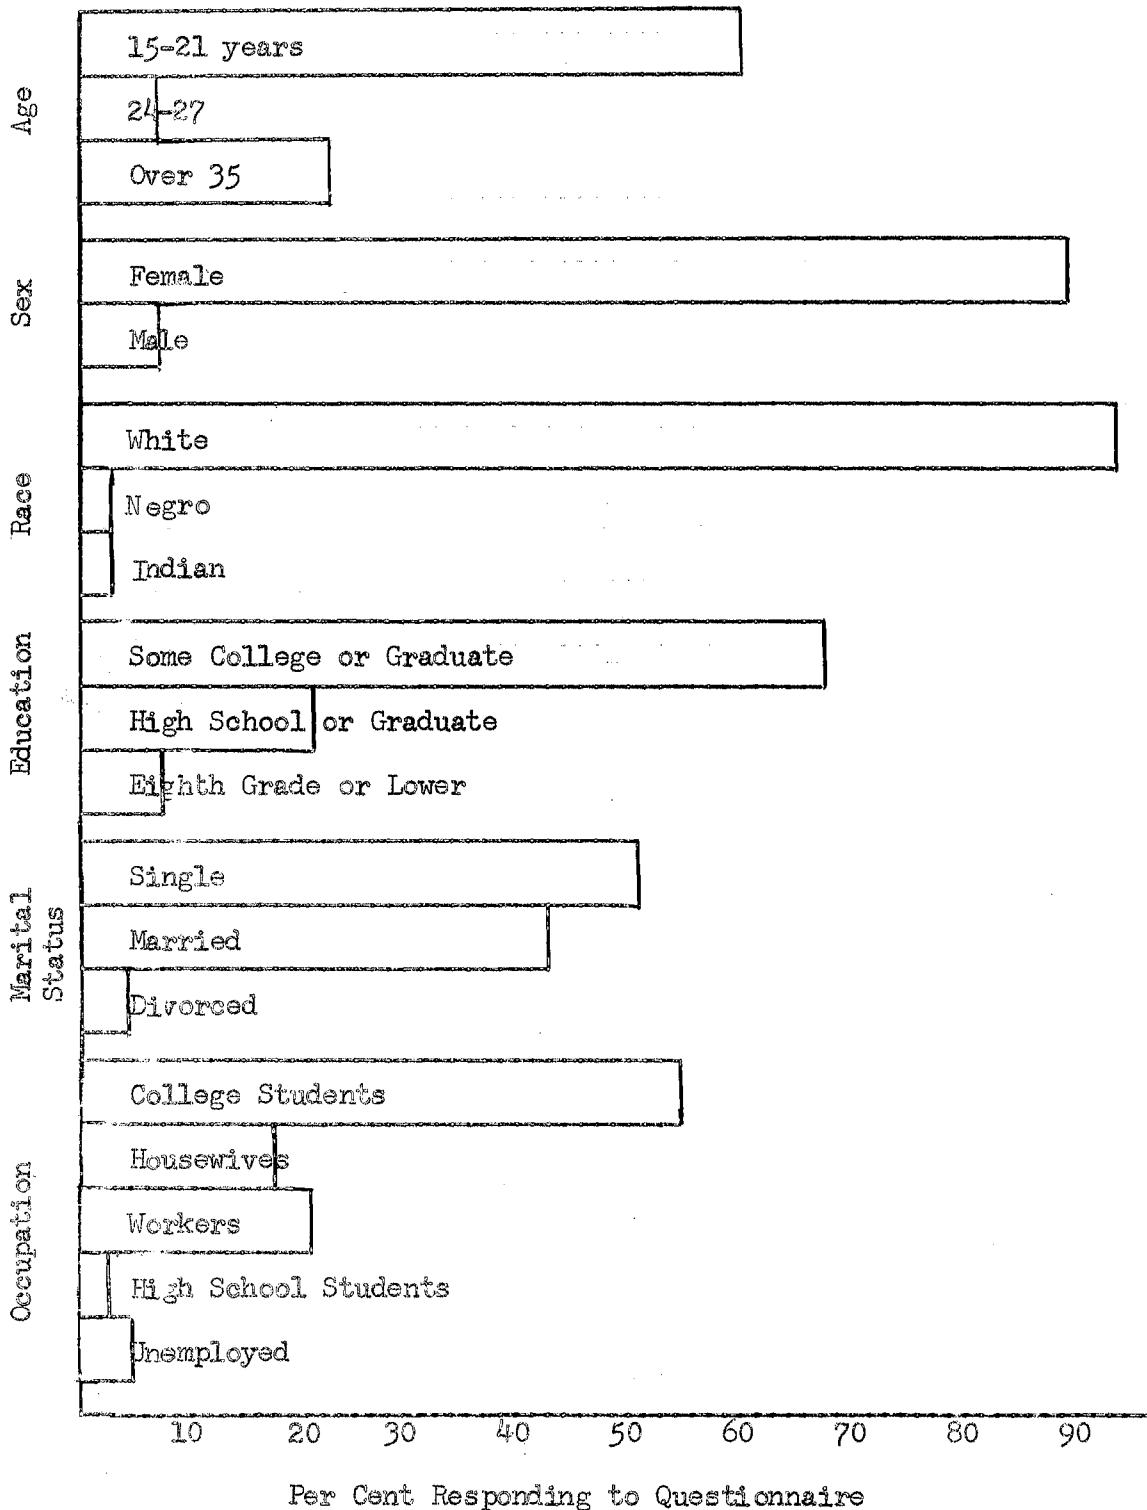 Age
15-21 years
24-27
Over 35
Sex
Female
Male
Race
White
Negro
Indian
Education
Some College or Graduate
High School or Graduate
Eighth Grade or Lower
Marital
Status
Single
Married
Divorced
Occupation
College Students
Housewives
Workers
High School Students
Unemployed
10 20 30 40 50 60 70 80 90
Per Cent Responding to Questionnaire